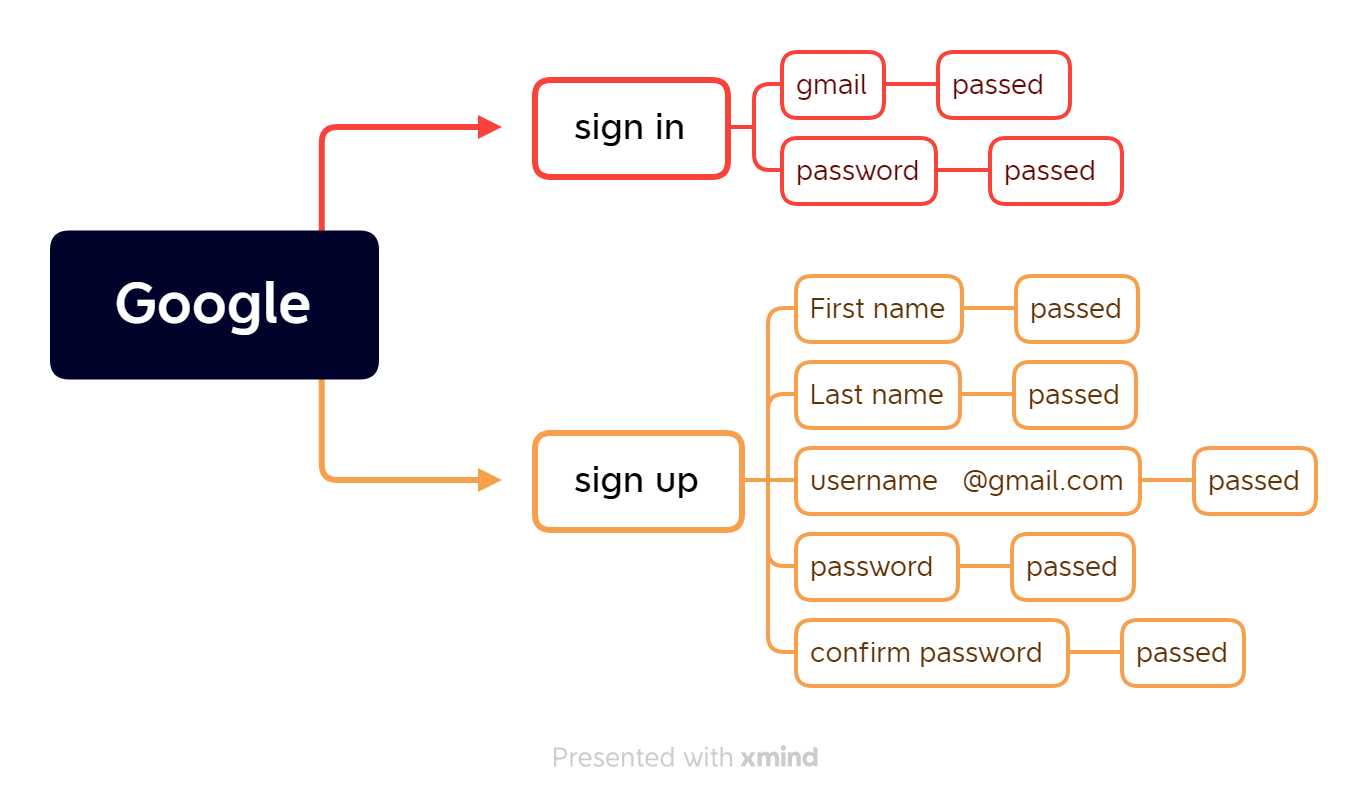 Google
sign in
gmail
passed
password
passed
sign up
First name
passed
Last name
passed
username @gmail.com
passed
password
passed
confirm password
passed
Presented with xmind